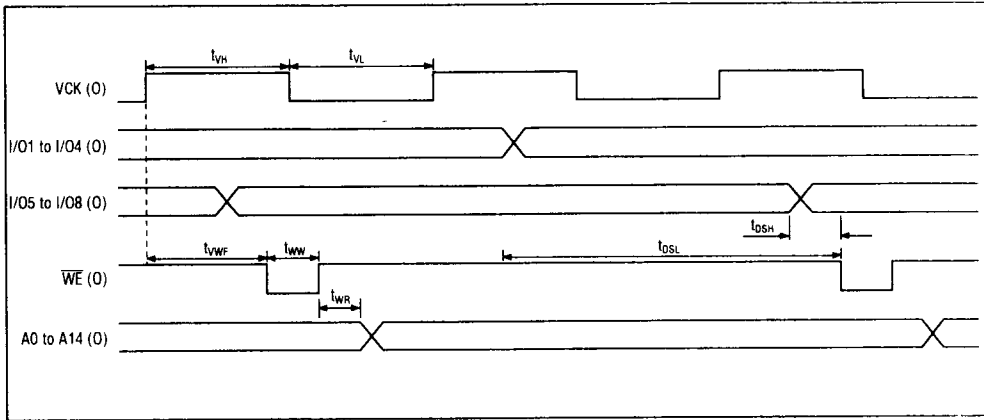 tVH
tVL
VCK (O)
I/O1 to I/O4 (O)
I/O5 to I/O8 (O)
tDSH
tVWF
tWW
tDSL
WE (O)
tWR
A0 to A14 (O)